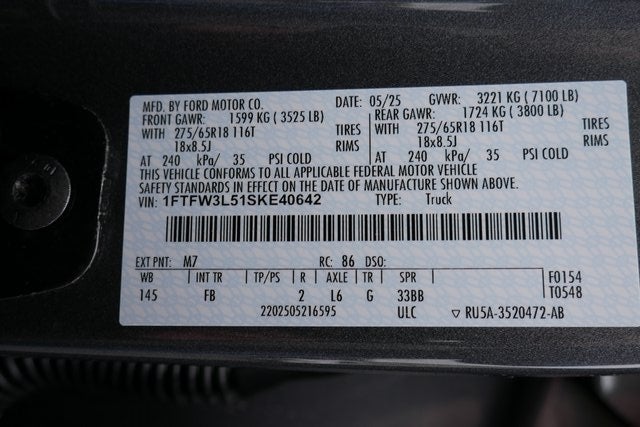 MFD. BY FORD MOTOR CO. DATE: 05/25 GVWR: 3221 KG ( 7100 LB)
FRONT GAWR: 1599 KG ( 3525 LB) REAR GAWR: 1724 KG ( 3800 LB)
WITH 275/65R18 116T TIRES WITH 275/65R18 116T TIRES
18x8.5J RIMS 18x8.5J RIMS
AT 240 kPa/ 35 PSI COLD AT 240 kPa/ 35 PSI COLD
THIS VEHICLE CONFORMS TO ALL APPLICABLE FEDERAL MOTOR VEHICLE
SAFETY STANDARDS IN EFFECT ON THE DATE OF MANUFACTURE SHOWN ABOVE.
VIN: 1FTFW3L51SKE40642 TYPE: Truck
EXT PNT: M7 RC: 86 DSO:
WB INT TR TP/PS R AXLE TR SPR F0154
145 FB 2 L6 G 33BB T0548
2202505216595 ULC ▽ RU5A-3520472-AB